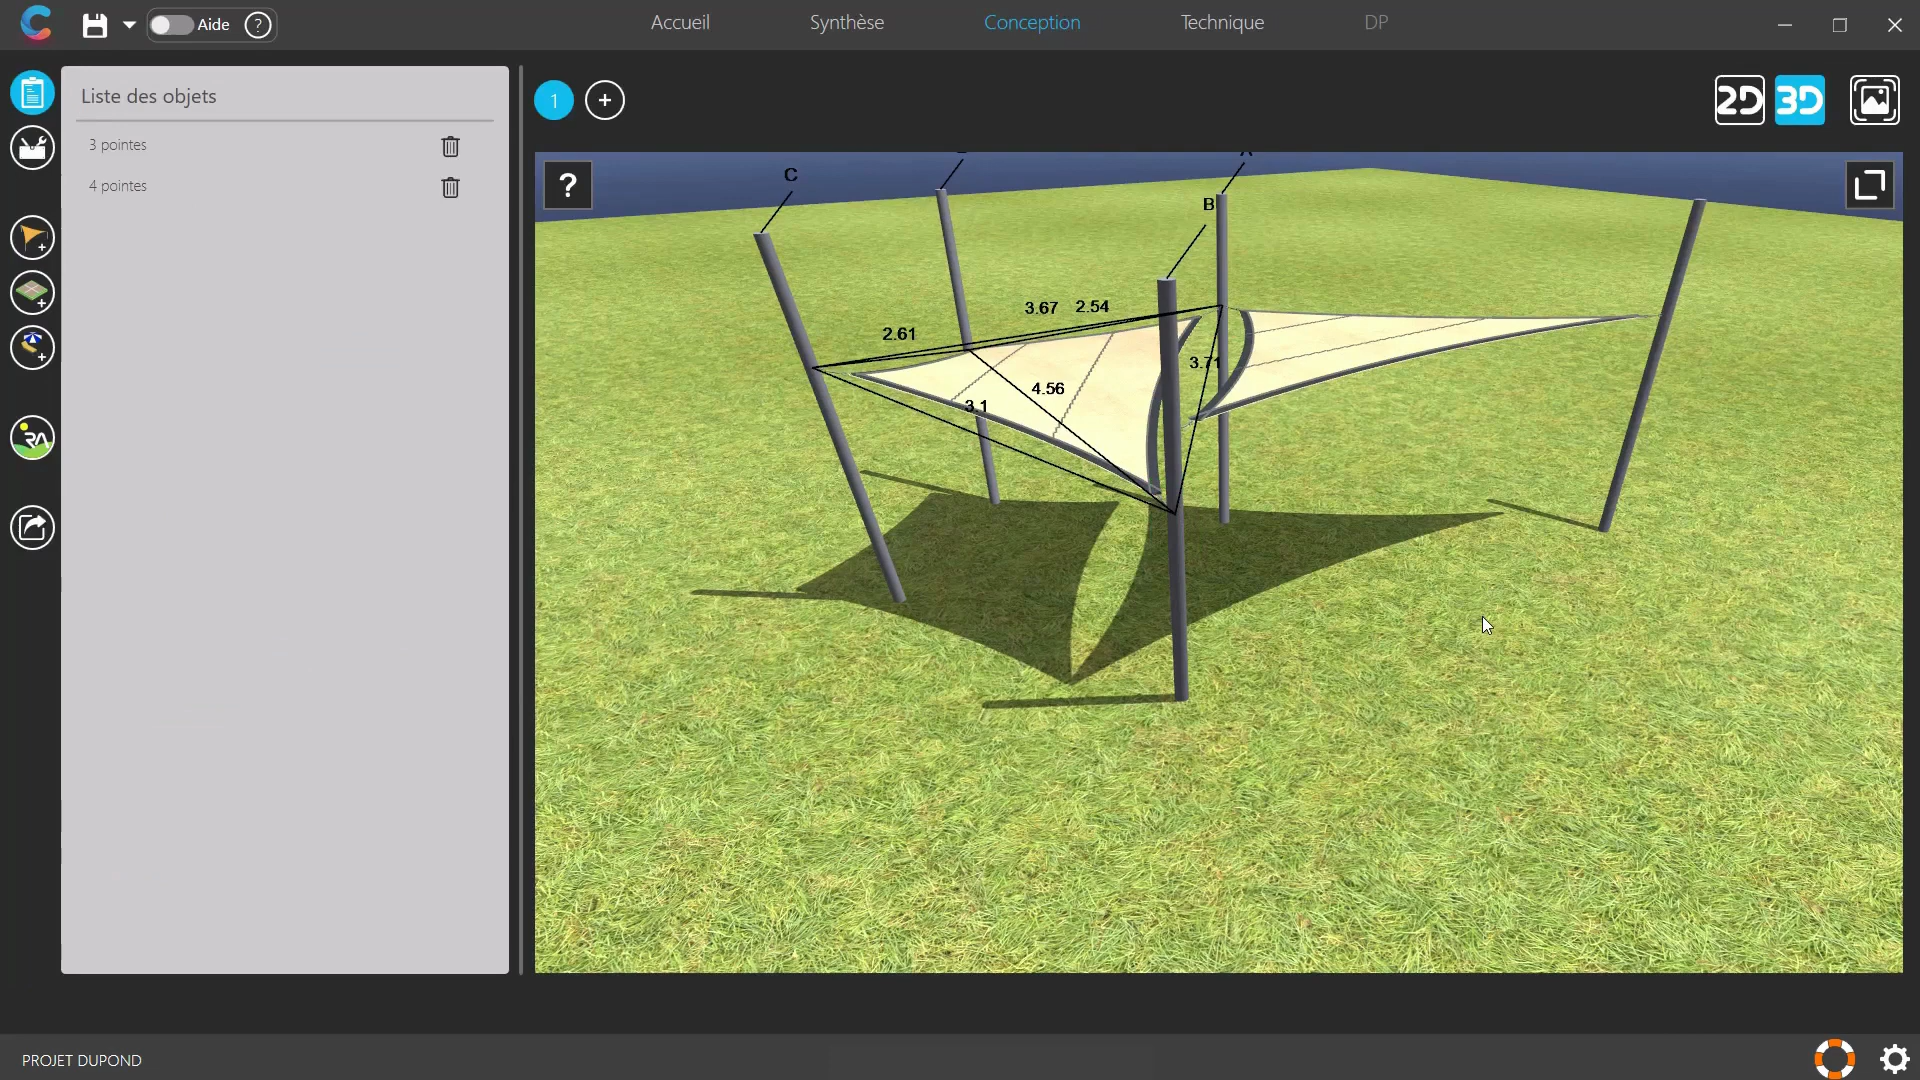 Aide
?
Accueil
Synthèse
Conception
Technique
DP
Liste des objets
3 pointes
4 pointes
1
+
2D
3D
?
C
B
3.67
2.54
2.61
3.71
4.56
3.1
RA
PROJET DUPOND